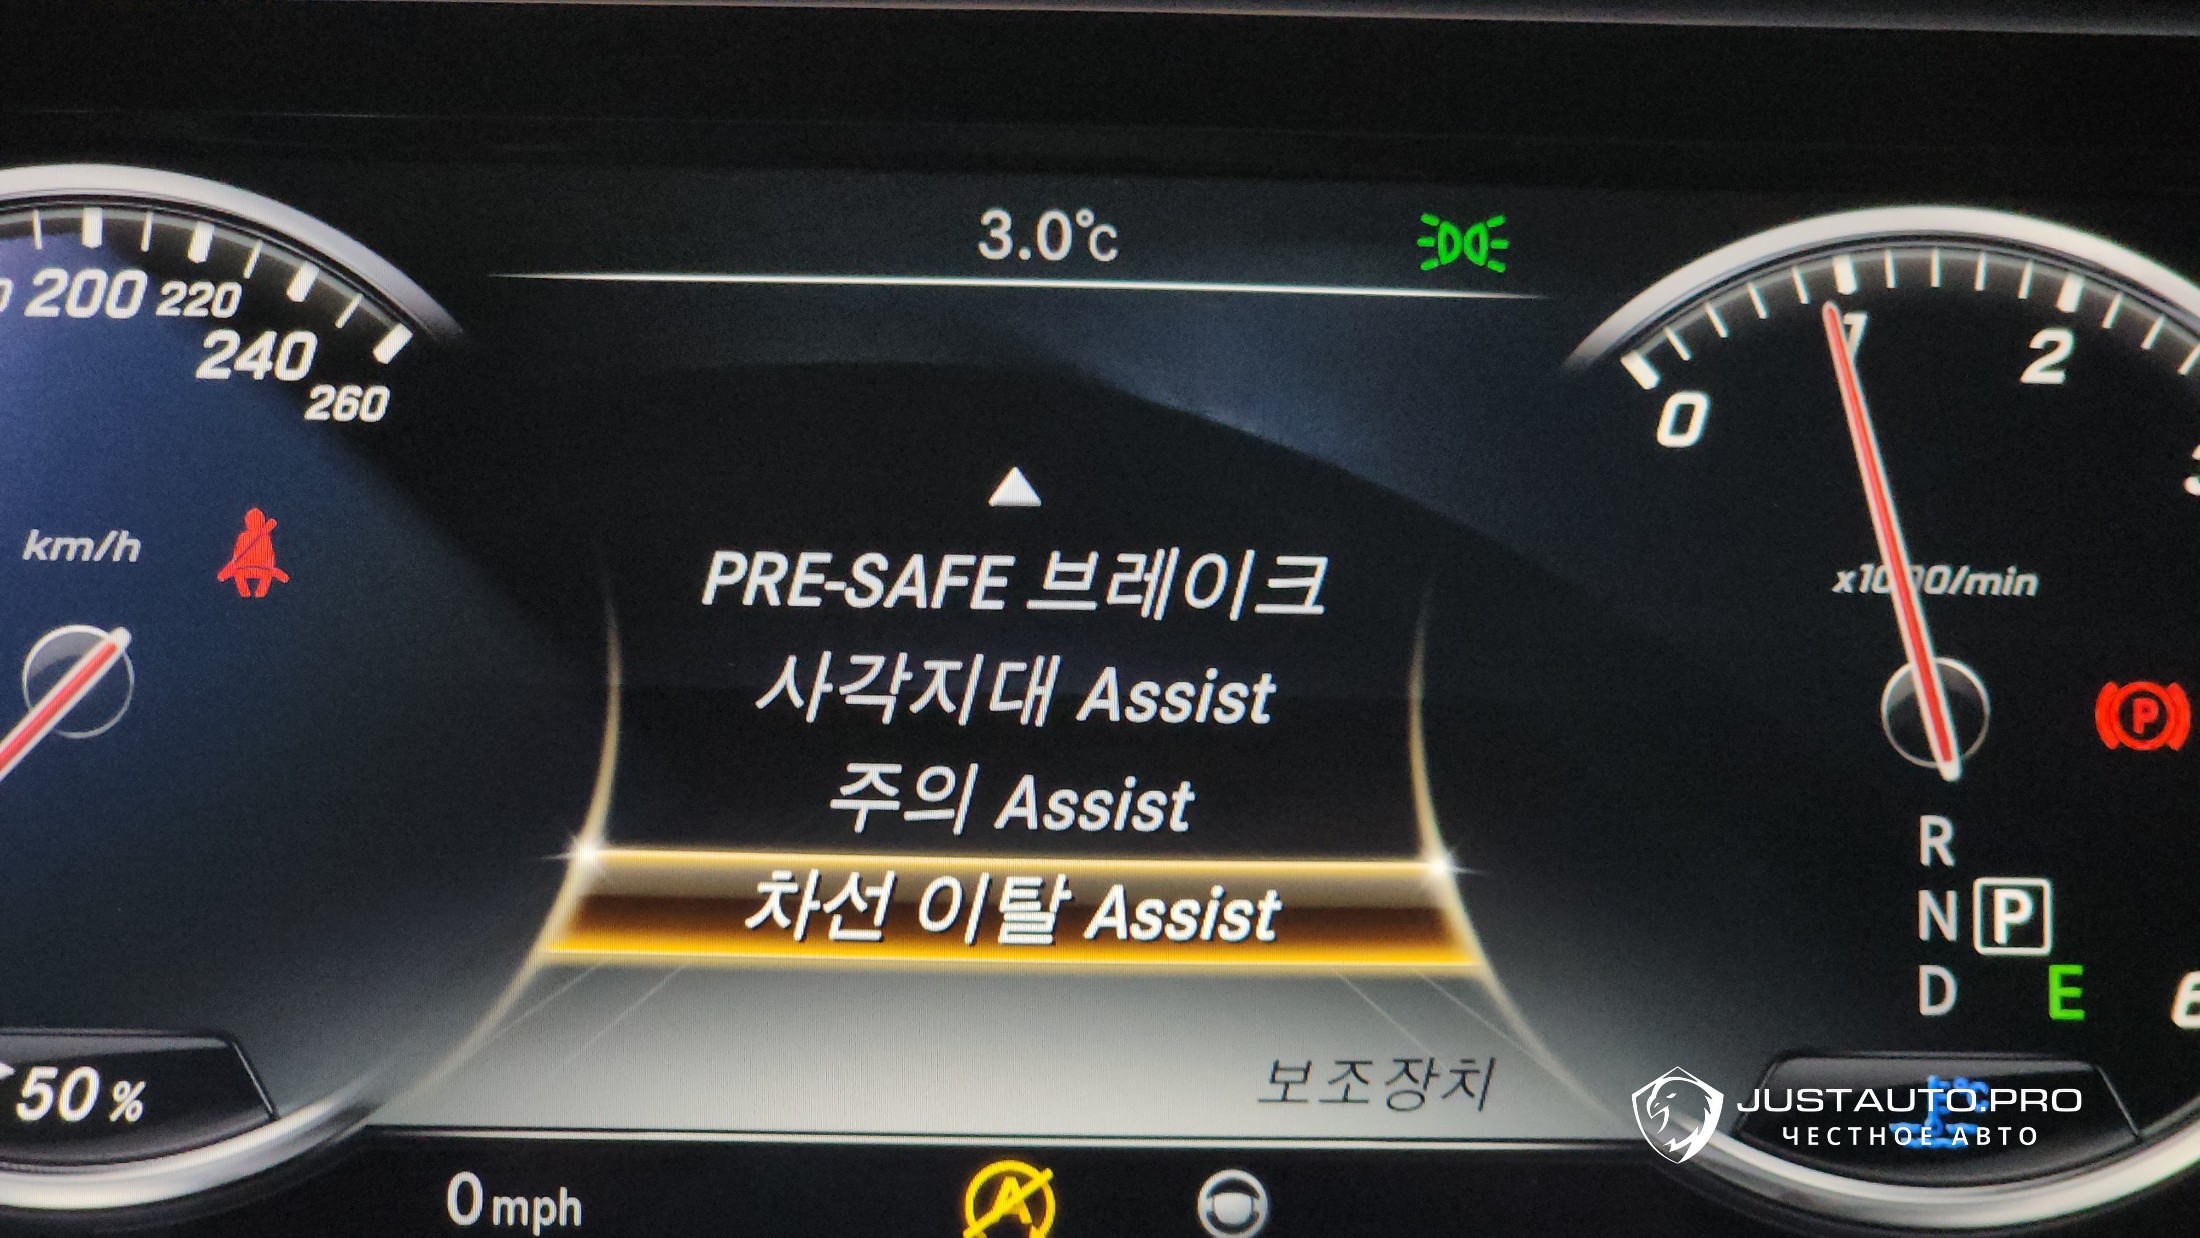 3.0°C
200 220
240
260
0
1
2
km/h
PRE-SAFE 브레이크
x1000/min
사각지대 Assist
P
주의 Assist
R
차선 이탈 Assist
N P
D E
6
보조장치
50 %
JUSTAUTO.PRO
ЧЕСТНОЕ АВТО
0 mph
A